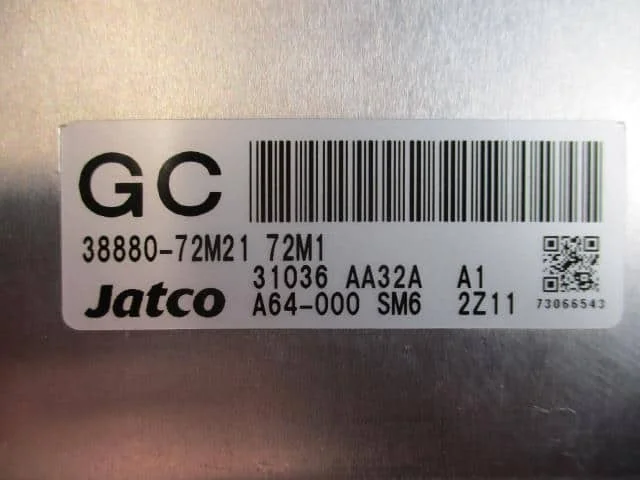 GC
38880-72M21 72M1
31036 AA32A A1
Jatco A64-000 SM6 2Z11
73066543